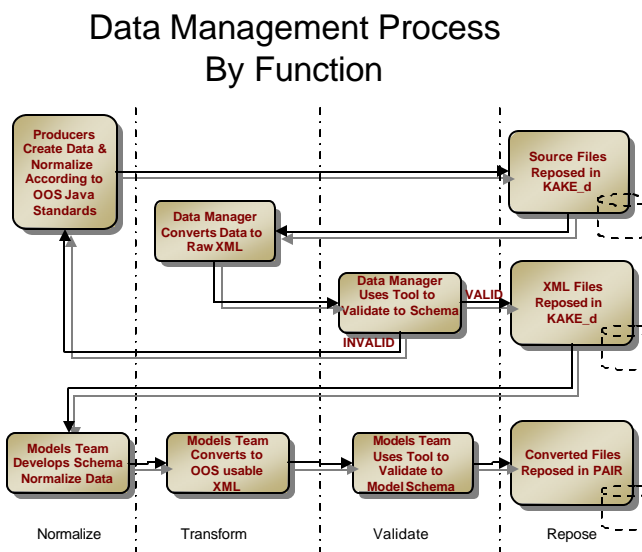 Data Management Process
By Function
Producers
Create Data &
Normalize
According to
OOS Java
Standards
Source Files
Reposed in
KAKE_d
Data Manager
Converts Data to
Raw XML
Data Manager
Uses Tool to
Validate to Schema
VALID
INVALID
XML Files
Reposed in
KAKE_d
Models Team
Develops Schema
Normalize Data
Models Team
Converts to
OOS usable
XML
Models Team
Uses Tool to
Validate to
Model Schema
Converted Files
Reposed in PAIR
Normalize
Transform
Validate
Repose